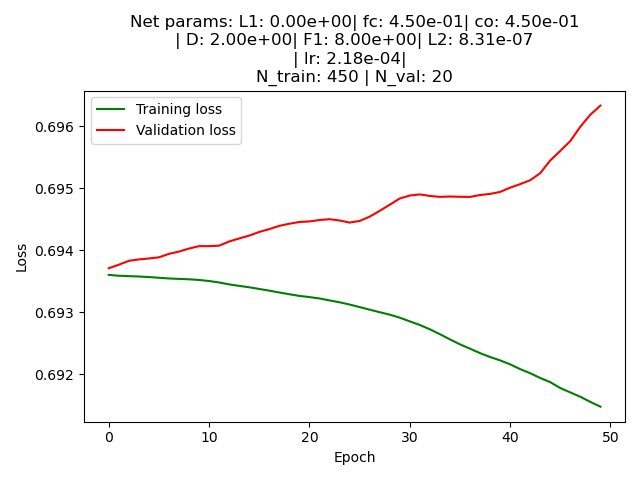 Net params: L1: 0.00e+00| fc: 4.50e-01| co: 4.50e-01
| D: 2.00e+00| F1: 8.00e+00| L2: 8.31e-07
| lr: 2.18e-04|
N_train: 450 | N_val: 20
Training loss
Validation loss
0.696
0.695
0.694
0.693
0.692
Loss
0 10 20 30 40 50
Epoch